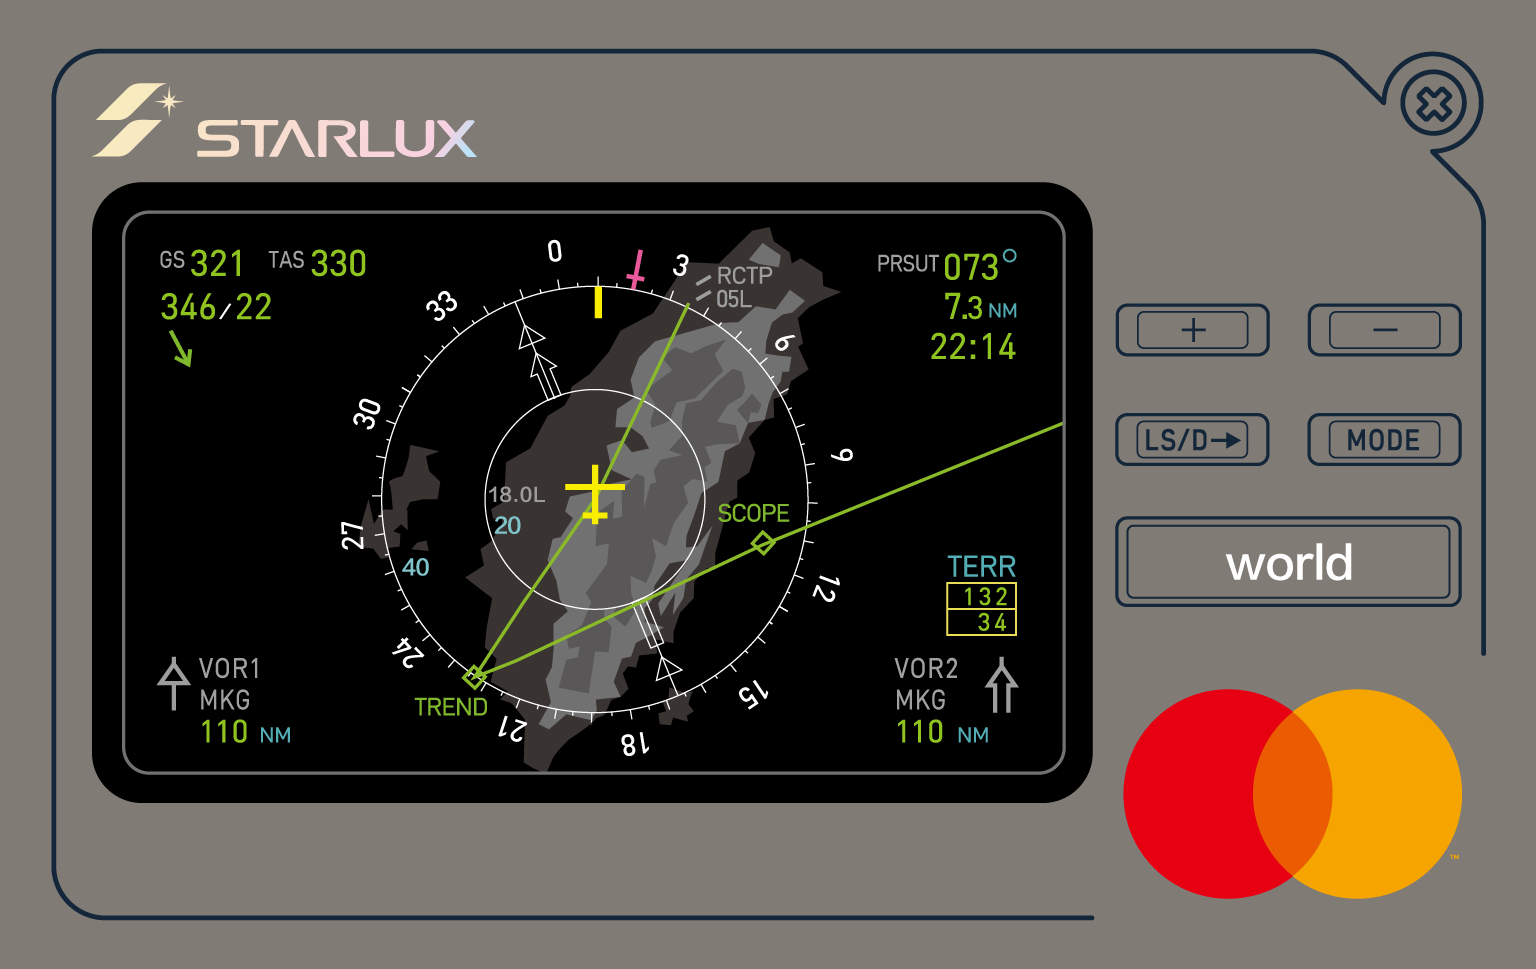 STARLUX
GS 321 TAS 330
346/22
PRSUT 073°
7.3 NM
22:14
0
3
6
9
12
15
18
21
24
27
30
33
RCTP
05L
18.0L
20
40
SCOPE
TREND
TERR
132
34
VOR1
MKG
110 NM
VOR2
MKG
110 NM
+
−
LS/D→
MODE
world
™